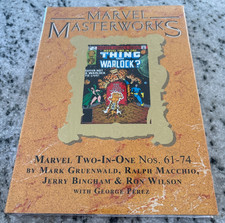 MARVEL
MASTERWORKS
THING
WARLOCK?
MARVEL TWO-IN-ONE NOS. 61-74
BY MARK GRUENWALD, RALPH MACCHIO,
JERRY BINGHAM & RON WILSON
WITH GEORGE PEREZ